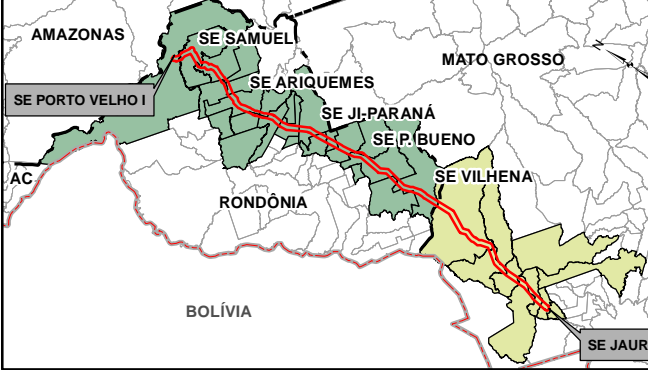 AMAZONAS
SE SAMUEL
MATO GROSSO
SE ARIQUEMES
SE PORTO VELHO I
SE JI-PARANÁ
SE P. BUENO
AC
SE VILHENA
RONDÔNIA
BOLÍVIA
SE JAUR